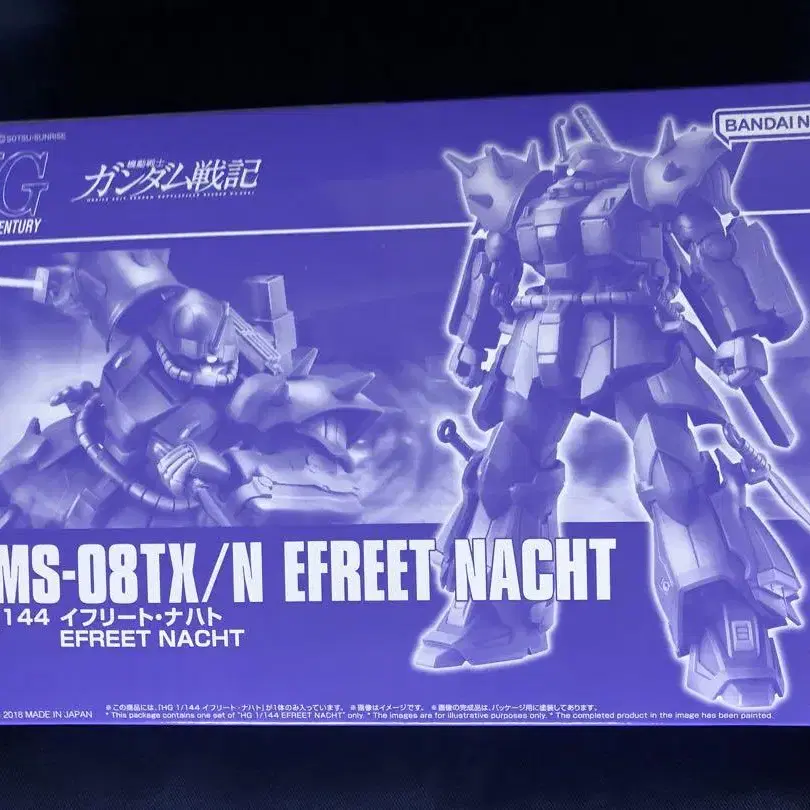 ©SOTSU･SUNRISE
G
ENTURY
機動戦士
ガンダム戦記
BANDAI N
MS-08TX/N EFREET NACHT
144 イフリート・ナハト
EFREET NACHT
2018 MADE IN JAPAN
※この商品には、「HG 1/144 イフリート・ナハト」が1体のみ入っています。 ※画像はイメージです。 ※画像の完成品は、パッケージ用に塗装してあります。
* This package contains one set of "HG 1/144 EFREET NACHT" only. * The images are for illustrative purposes only. * The completed product in the image has been painted.